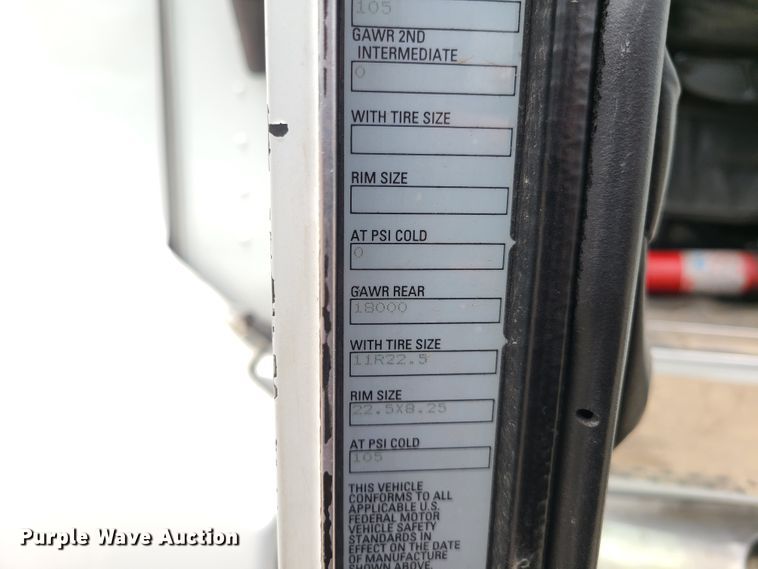 105
GAWR 2ND
INTERMEDIATE
0
WITH TIRE SIZE
RIM SIZE
AT PSI COLD
0
GAWR REAR
18000
WITH TIRE SIZE
11R22.5
RIM SIZE
22.5X8.25
AT PSI COLD
105
THIS VEHICLE
CONFORMS TO ALL
APPLICABLE U.S.
FEDERAL MOTOR
VEHICLE SAFETY
STANDARDS IN
EFFECT ON THE DATE
OF MANUFACTURE
SHOWN ABOVE.
Purple Wave Auction